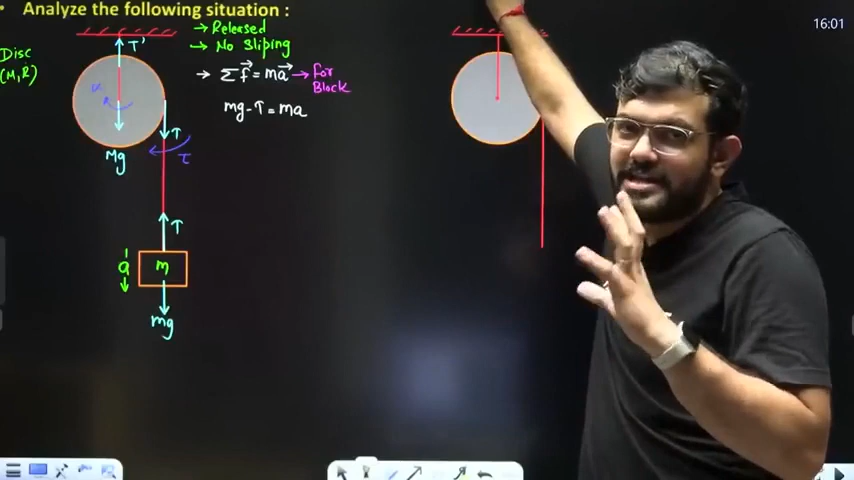 Analyze the following situation :
→ Released
→ No Sliping
Disc
(M,R)
T'
→ Σf⃗ = ma⃗ → for Block
mg-T = ma
Mg
T
τ
T
a
m
mg
16:01